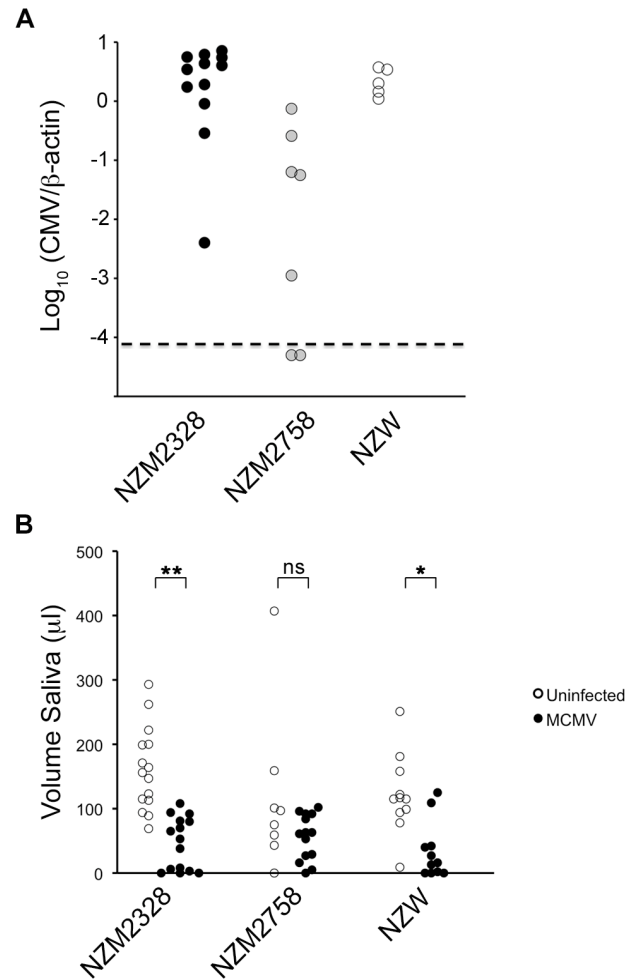 A
Log10 (CMV/β-actin)
1
0
-1
-2
-3
-4
NZM2328
NZM2758
NZW
B
Volume Saliva (µl)
500
400
300
200
100
0
**
ns
*
Uninfected
MCMV
NZM2328
NZM2758
NZW